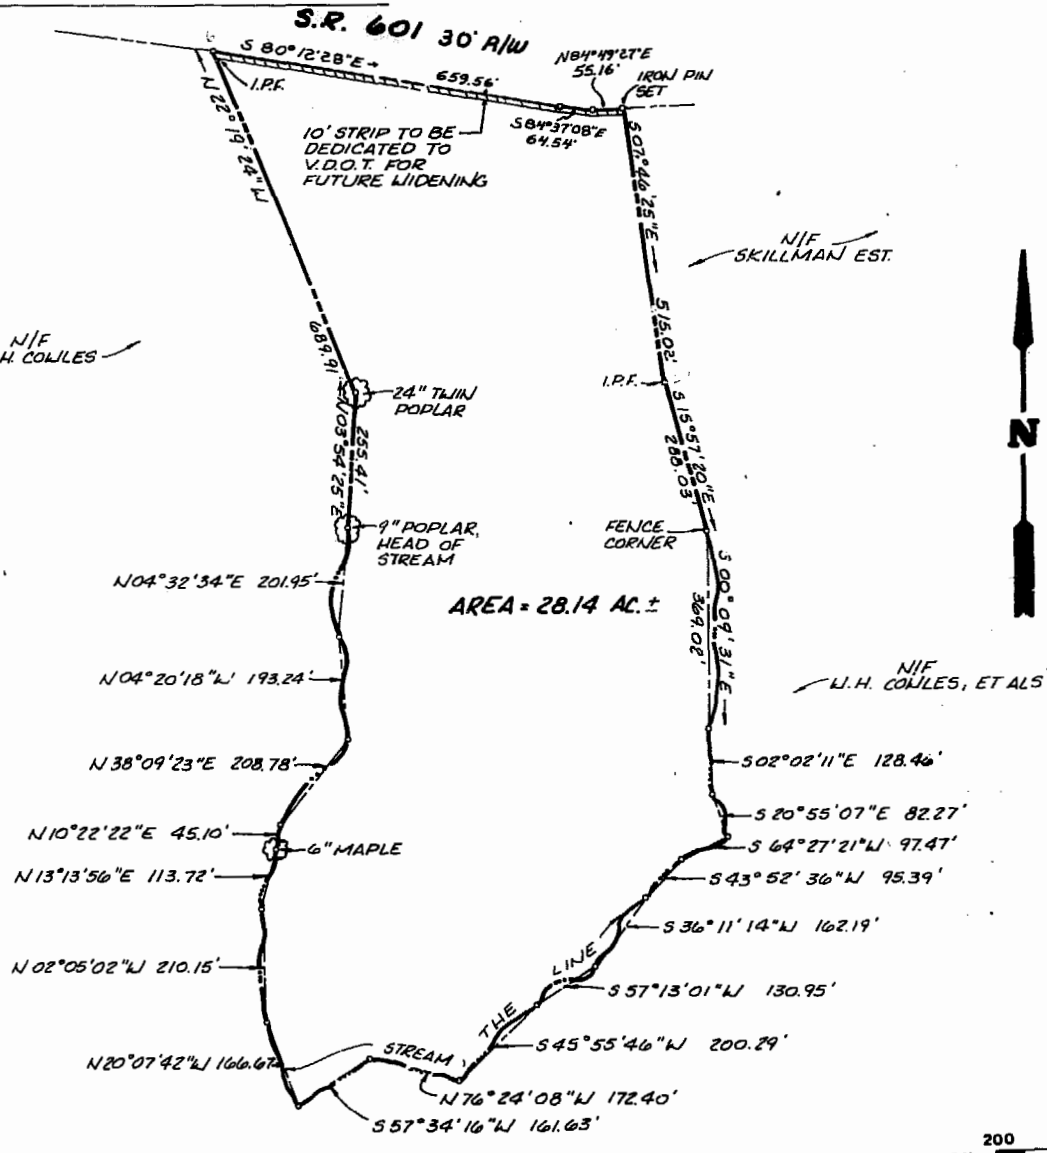 S.R. 601 30' R/W
S 80°12'28"E
659.56'
N84°49'27"E
55.16'
IRON PIN
SET
I.P.F.
S84°37'08"E
64.54'
10' STRIP TO BE
DEDICATED TO
V.D.O.T. FOR
FUTURE WIDENING
N 22°19'24"W
689.91
S07°46'25"E
515.02'
N/F
SKILLMAN EST.
N/F
H. COWLES
I.P.F.
24" TWIN
POPLAR
N03°54'25"E
255.41'
S 15°57'20"E
288.03'
N
9" POPLAR,
HEAD OF
STREAM
FENCE
CORNER
N04°32'34"E 201.95'
AREA = 28.14 AC.±
S 00°09'31"E
369.02'
N04°20'18"W 193.24'
N/F
W.H. COWLES, ET ALS
N38°09'23"E 208.78'
S02°02'11"E 128.46'
S 20°55'07"E 82.27'
N10°22'22"E 45.10'
6" MAPLE
S 64°27'21"W 97.47'
N13°13'56"E 113.72'
S43°52'36"W 95.39'
S36°11'14"W 162.19'
N02°05'02"W 210.15'
S57°13'01"W 130.95'
STREAM THE LINE
S45°55'46"W 200.29'
N20°07'42"W 166.67
N76°24'08"W 172.40'
S57°34'16"W 161.63'
200